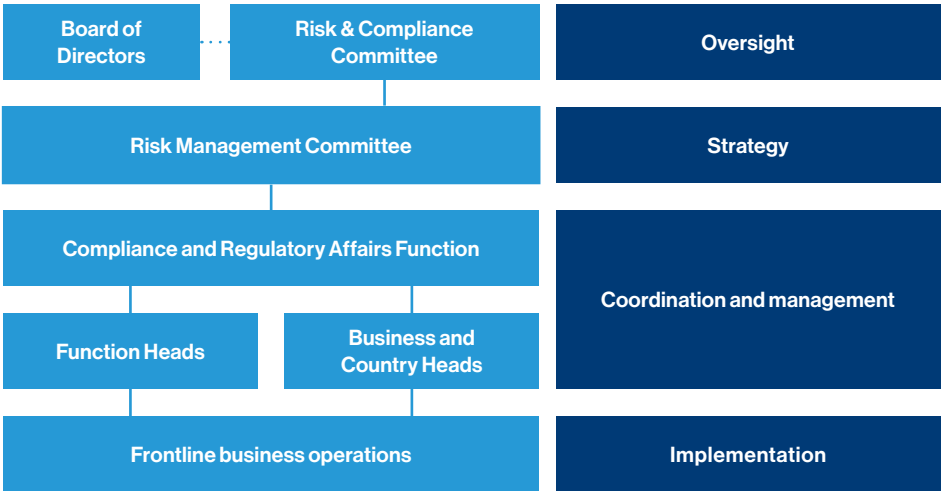 Board of
Directors
Risk & Compliance
Committee
Oversight
Risk Management Committee
Strategy
Compliance and Regulatory Affairs Function
Coordination and management
Function Heads
Business and
Country Heads
Frontline business operations
Implementation